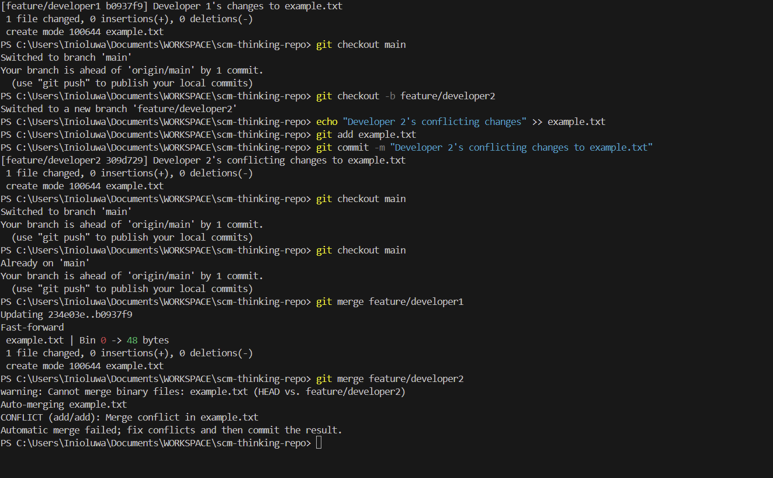 [feature/developer1 b0937f9] Developer 1's changes to example.txt
 1 file changed, 0 insertions(+), 0 deletions(-)
 create mode 100644 example.txt
PS C:\Users\Inioluwa\Documents\WORKSPACE\scm-thinking-repo> git checkout main
Switched to branch 'main'
Your branch is ahead of 'origin/main' by 1 commit.
  (use "git push" to publish your local commits)
PS C:\Users\Inioluwa\Documents\WORKSPACE\scm-thinking-repo> git checkout -b feature/developer2
Switched to a new branch 'feature/developer2'
PS C:\Users\Inioluwa\Documents\WORKSPACE\scm-thinking-repo> echo "Developer 2's conflicting changes" >> example.txt
PS C:\Users\Inioluwa\Documents\WORKSPACE\scm-thinking-repo> git add example.txt
PS C:\Users\Inioluwa\Documents\WORKSPACE\scm-thinking-repo> git commit -m "Developer 2's conflicting changes to example.txt"
[feature/developer2 309d729] Developer 2's conflicting changes to example.txt
 1 file changed, 0 insertions(+), 0 deletions(-)
 create mode 100644 example.txt
PS C:\Users\Inioluwa\Documents\WORKSPACE\scm-thinking-repo> git checkout main
Switched to branch 'main'
Your branch is ahead of 'origin/main' by 1 commit.
  (use "git push" to publish your local commits)
PS C:\Users\Inioluwa\Documents\WORKSPACE\scm-thinking-repo> git checkout main
Already on 'main'
Your branch is ahead of 'origin/main' by 1 commit.
  (use "git push" to publish your local commits)
PS C:\Users\Inioluwa\Documents\WORKSPACE\scm-thinking-repo> git merge feature/developer1
Updating 234e03e..b0937f9
Fast-forward
 example.txt | Bin 0 -> 48 bytes
 1 file changed, 0 insertions(+), 0 deletions(-)
 create mode 100644 example.txt
PS C:\Users\Inioluwa\Documents\WORKSPACE\scm-thinking-repo> git merge feature/developer2
warning: Cannot merge binary files: example.txt (HEAD vs. feature/developer2)
Auto-merging example.txt
CONFLICT (add/add): Merge conflict in example.txt
Automatic merge failed; fix conflicts and then commit the result.
PS C:\Users\Inioluwa\Documents\WORKSPACE\scm-thinking-repo>